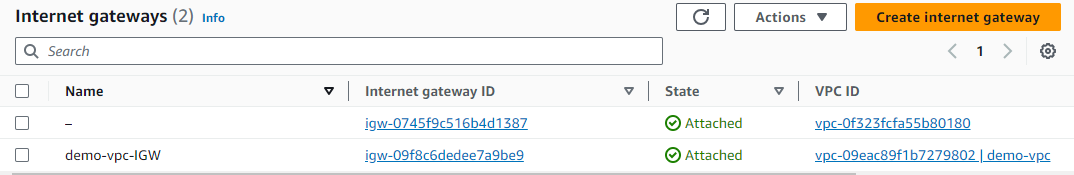 Internet gateways (2) Info Actions Create internet gateway
Search 1
Name Internet gateway ID State VPC ID
– igw-0745f9c516b4d1387 Attached vpc-0f323fcfa55b80180
demo-vpc-IGW igw-09f8c6dedee7a9be9 Attached vpc-09eac89f1b7279802 | demo-vpc